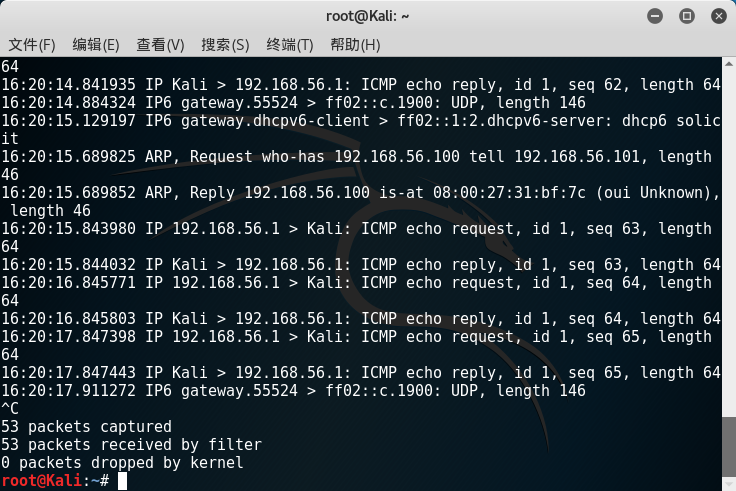 root@Kali: ~
文件(F) 编辑(E) 查看(V) 搜索(S) 终端(T) 帮助(H)
64
16:20:14.841935 IP Kali > 192.168.56.1: ICMP echo reply, id 1, seq 62, length 64
16:20:14.884324 IP6 gateway.55524 > ff02::c.1900: UDP, length 146
16:20:15.129197 IP6 gateway.dhcpv6-client > ff02::1:2.dhcpv6-server: dhcp6 solic
it
16:20:15.689825 ARP, Request who-has 192.168.56.100 tell 192.168.56.101, length
46
16:20:15.689852 ARP, Reply 192.168.56.100 is-at 08:00:27:31:bf:7c (oui Unknown),
 length 46
16:20:15.843980 IP 192.168.56.1 > Kali: ICMP echo request, id 1, seq 63, length
64
16:20:15.844032 IP Kali > 192.168.56.1: ICMP echo reply, id 1, seq 63, length 64
16:20:16.845771 IP 192.168.56.1 > Kali: ICMP echo request, id 1, seq 64, length
64
16:20:16.845803 IP Kali > 192.168.56.1: ICMP echo reply, id 1, seq 64, length 64
16:20:17.847398 IP 192.168.56.1 > Kali: ICMP echo request, id 1, seq 65, length
64
16:20:17.847443 IP Kali > 192.168.56.1: ICMP echo reply, id 1, seq 65, length 64
16:20:17.911272 IP6 gateway.55524 > ff02::c.1900: UDP, length 146
^C
53 packets captured
53 packets received by filter
0 packets dropped by kernel
root@Kali:~#